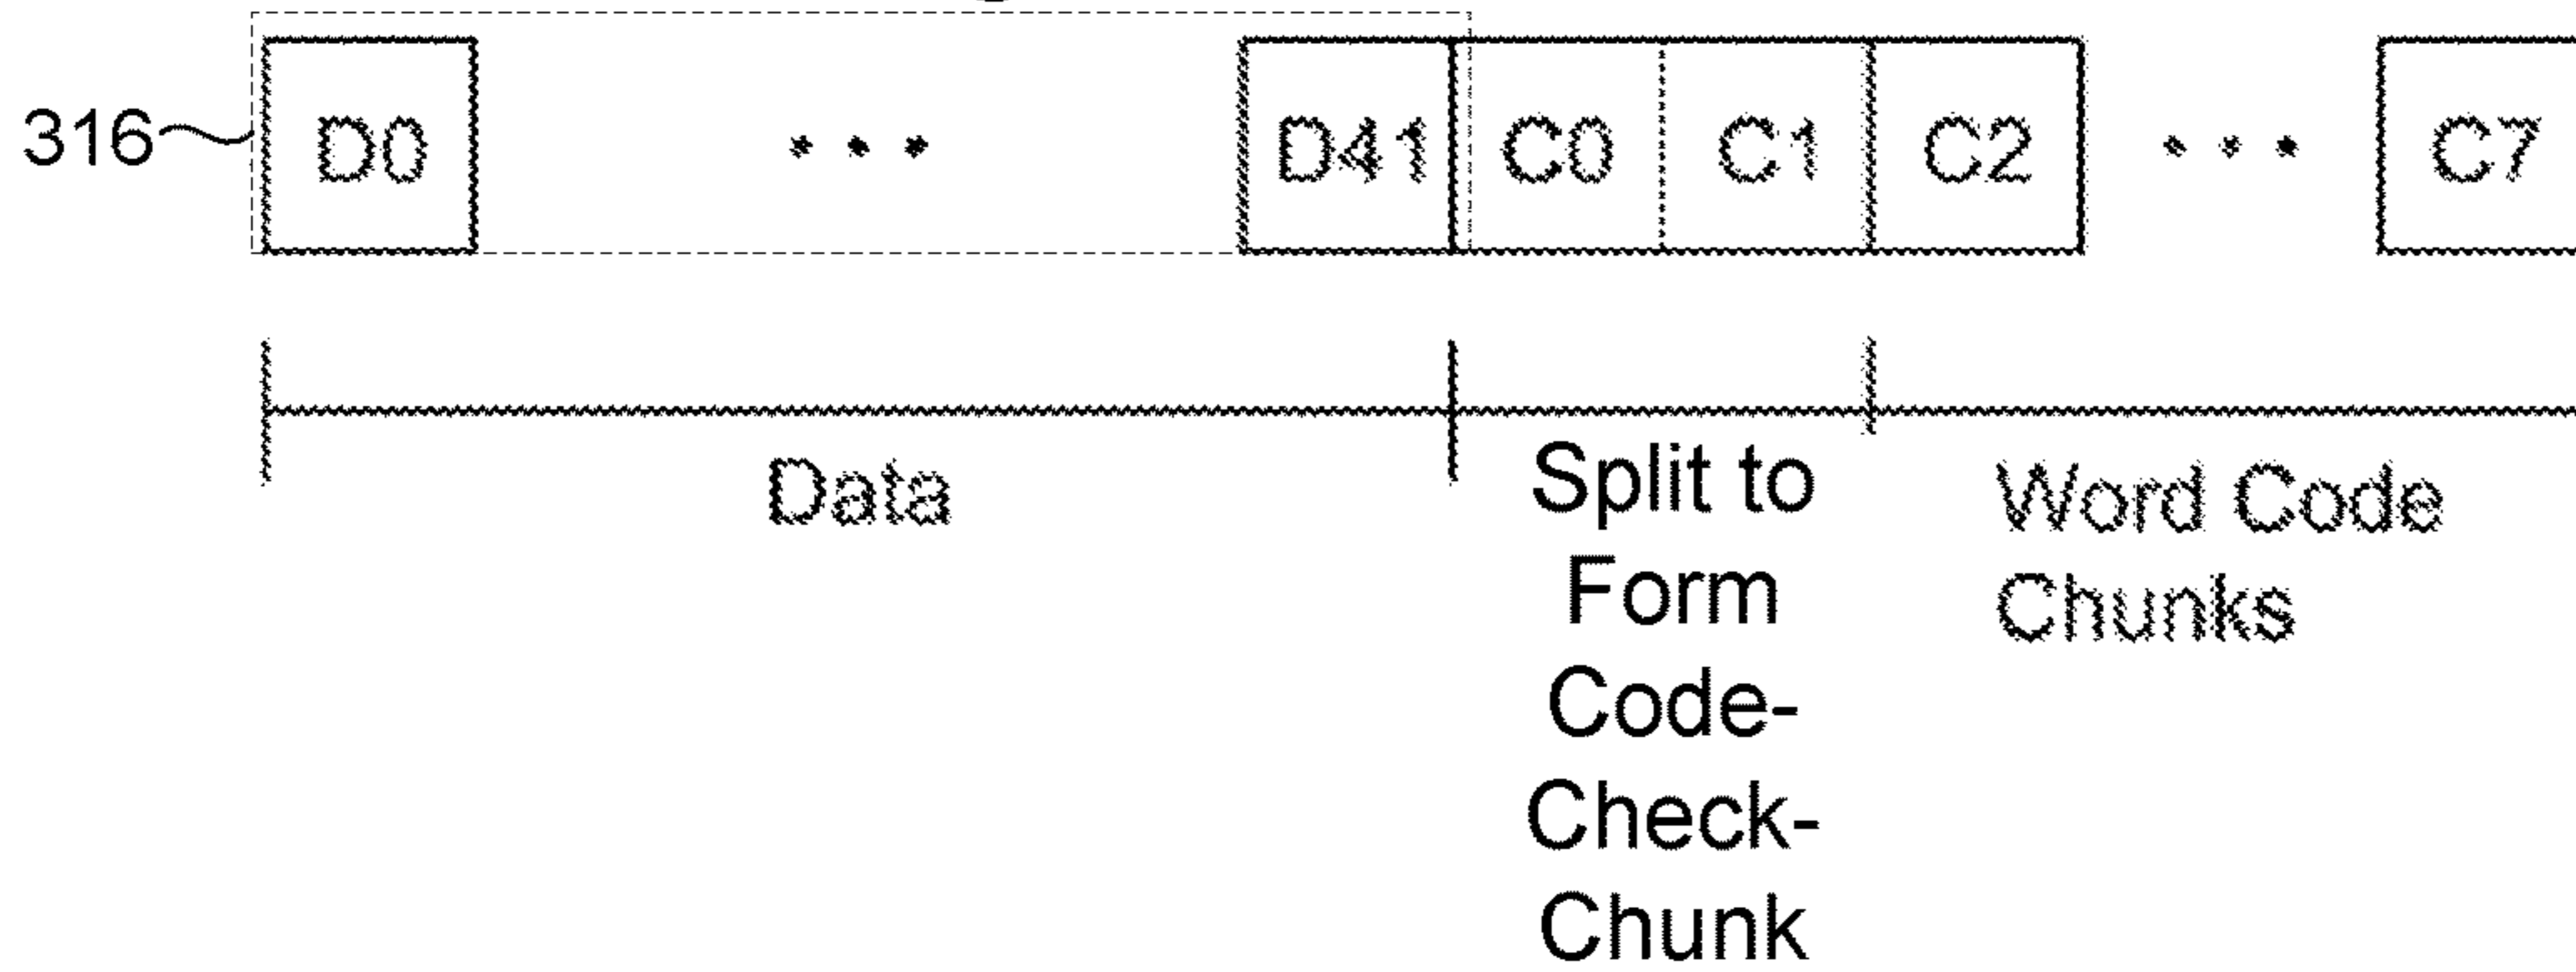 316 D0 ... D41 C0 C1 C2 ... C7
Data
Split to
Form
Code-
Check-
Chunk
Word Code
Chunks